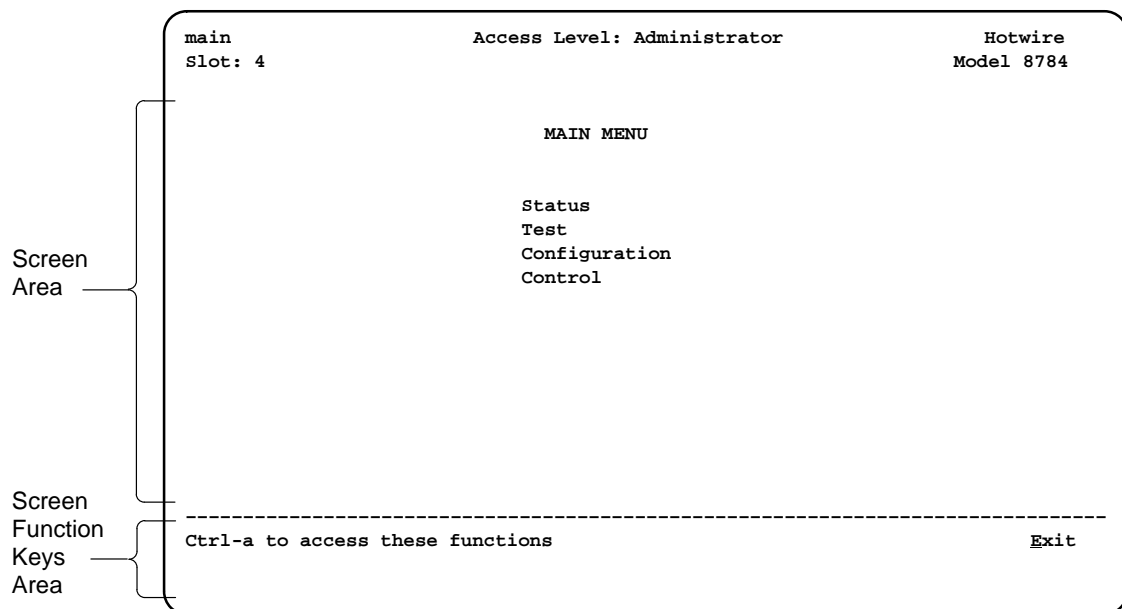 main Access Level: Administrator Hotwire
Slot: 4 Model 8784
MAIN MENU
Status
Test
Configuration
Control
Screen
Area
--------------------------------------------------------------------------------
Ctrl-a to access these functions Exit
Screen
Function
Keys
Area